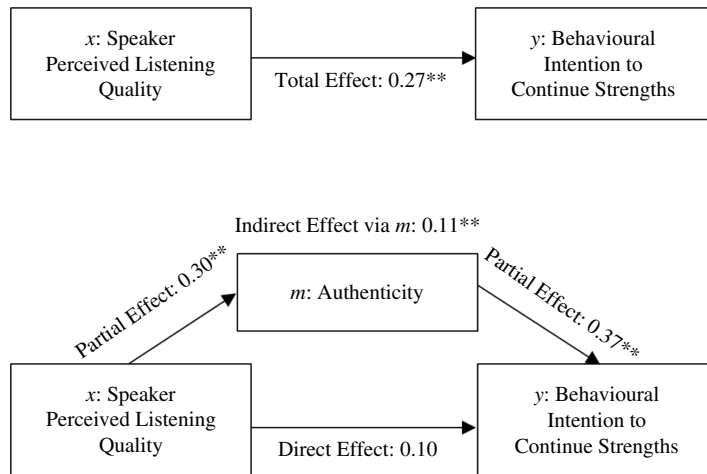 x: Speaker
Perceived Listening
Quality
Total Effect: 0.27**
y: Behavioural
Intention to
Continue Strengths
Indirect Effect via m: 0.11**
Partial Effect: 0.30**
m: Authenticity
Partial Effect: 0.37**
x: Speaker
Perceived Listening
Quality
Direct Effect: 0.10
y: Behavioural
Intention to
Continue Strengths